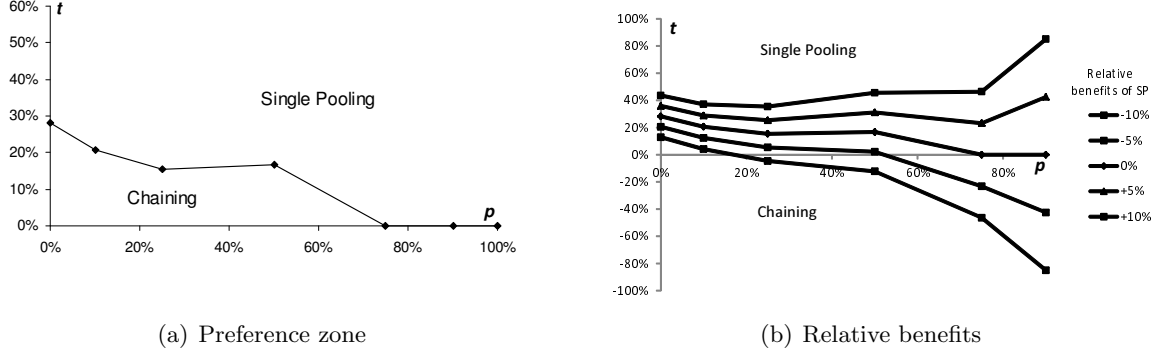 60%
t
50%
40%
Single Pooling
30%
20%
Chaining
10%
p
0%
0% 20% 40% 60% 80% 100%
(a) Preference zone
100%
t
80%
Single Pooling
60%
40%
20%
0%
0% 20% 40% 60% 80%
p
-20%
-40%
Chaining
-60%
-80%
-100%
Relative
benefits of SP
-10%
-5%
0%
+5%
+10%
(b) Relative benefits